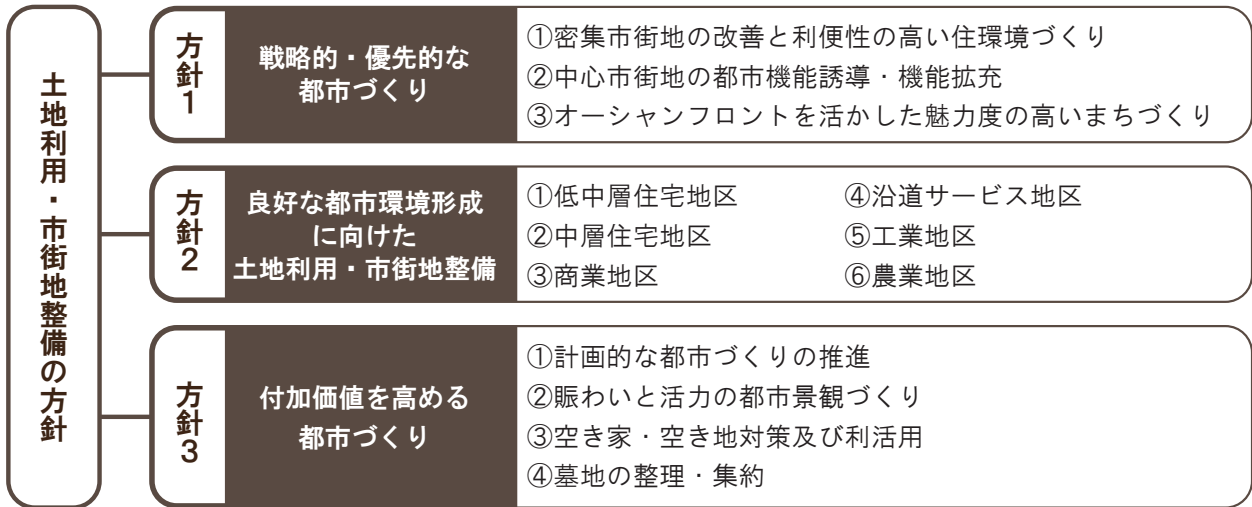 土地利用・市街地整備の方針
方針1
戦略的・優先的な
都市づくり
①密集市街地の改善と利便性の高い住環境づくり
②中心市街地の都市機能誘導・機能拡充
③オーシャンフロントを活かした魅力度の高いまちづくり
方針2
良好な都市環境形成
に向けた
土地利用・市街地整備
①低中層住宅地区
②中層住宅地区
③商業地区
④沿道サービス地区
⑤工業地区
⑥農業地区
方針3
付加価値を高める
都市づくり
①計画的な都市づくりの推進
②賑わいと活力の都市景観づくり
③空き家・空き地対策及び利活用
④墓地の整理・集約